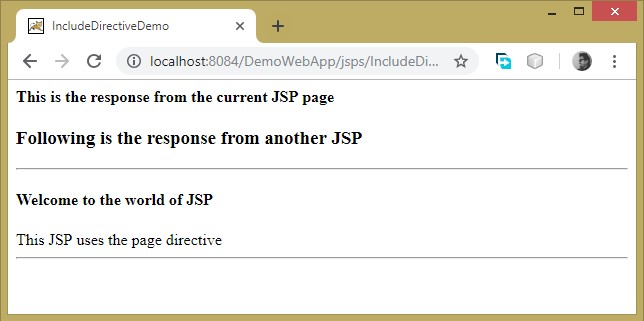 IncludeDirectiveDemo
localhost:8084/DemoWebApp/jsps/IncludeDi...
This is the response from the current JSP page
Following is the response from another JSP
Welcome to the world of JSP
This JSP uses the page directive